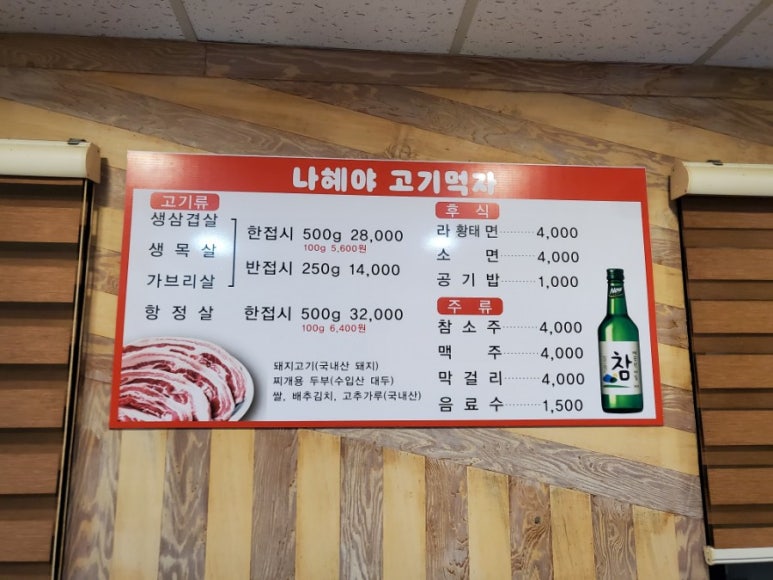 나혜야 고기먹자
고기류
생삼겹살
생 목 살
가브리살
한접시 500g 28,000
100g 5,600원
반접시 250g 14,000
항 정 살 한접시 500g 32,000
100g 6,400원
돼지고기(국내산 돼지)
찌개용 두부(수입산 대두)
쌀, 배추김치, 고추가루(국내산)
후 식
라 황태 면 4,000
소 면 4,000
공 기 밥 1,000
주 류
참 소 주 4,000
맥 주 4,000
막 걸 리 4,000
음 료 수 1,500
참